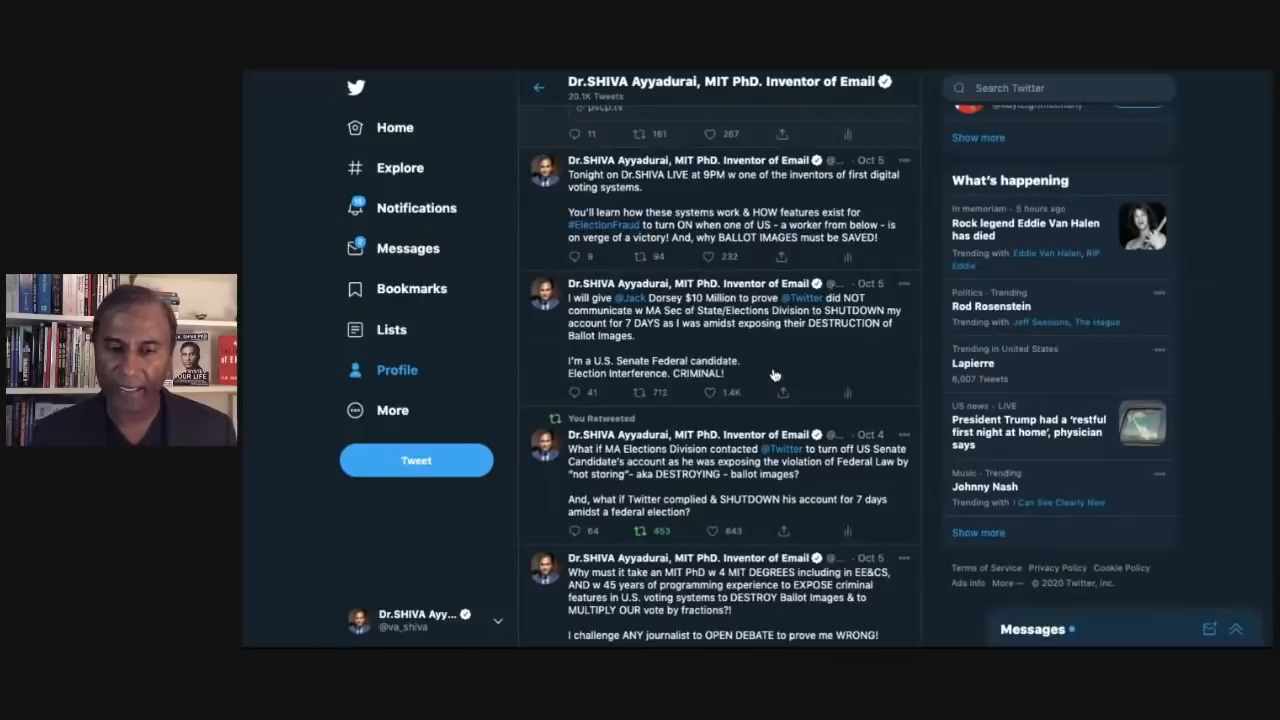 Home
Explore
Notifications
Messages
Bookmarks
Lists
Profile
More
Tweet
Dr.SHIVA Ayy...
@va_shiva
Dr.SHIVA Ayyadurai, MIT PhD. Inventor of Email
20.1K Tweets
pscp.tv
11 161 267
Dr.SHIVA Ayyadurai, MIT PhD. Inventor of Email @... · Oct 5
Tonight on Dr.SHIVA LIVE at 9PM w one of the inventors of first digital
voting systems.
You'll learn how these systems work & HOW features exist for
#ElectionFraud to turn ON when one of US - a worker from below - is
on verge of a victory! And, why BALLOT IMAGES must be SAVED!
9 94 232
Dr.SHIVA Ayyadurai, MIT PhD. Inventor of Email @... · Oct 5
I will give @Jack Dorsey $10 Million to prove @Twitter did NOT
communicate w MA Sec of State/Elections Division to SHUTDOWN my
account for 7 DAYS as I was amidst exposing their DESTRUCTION of
Ballot Images.
I'm a U.S. Senate Federal candidate.
Election Interference. CRIMINAL!
41 712 1.4K
You Retweeted
Dr.SHIVA Ayyadurai, MIT PhD. Inventor of Email @... · Oct 4
What if MA Elections Division contacted @Twitter to turn off US Senate
Candidate's account as he was exposing the violation of Federal Law by
"not storing"- aka DESTROYING - ballot images?
And, what if Twitter complied & SHUTDOWN his account for 7 days
amidst a federal election?
64 453 843
Dr.SHIVA Ayyadurai, MIT PhD. Inventor of Email @... · Oct 5
Why must it take an MIT PhD w 4 MIT DEGREES including in EE&CS,
AND w 45 years of programming experience to EXPOSE criminal
features in U.S. voting systems to DESTROY Ballot Images & to
MULTIPLY OUR vote by fractions?!
I challenge ANY journalist to OPEN DEBATE to prove me WRONG!
Search Twitter
Show more
What's happening
In memoriam · 5 hours ago
Rock legend Eddie Van Halen
has died
Trending with Eddie Van Halen, RIP
Eddie
Politics · Trending
Rod Rosenstein
Trending with Jeff Sessions, The Hague
Trending in United States
Lapierre
6,007 Tweets
US news · LIVE
President Trump had a 'restful
first night at home', physician
says
Music · Trending
Johnny Nash
Trending with I Can See Clearly Now
Show more
Terms of Service Privacy Policy Cookie Policy
Ads info More ··· © 2020 Twitter, Inc.
Messages